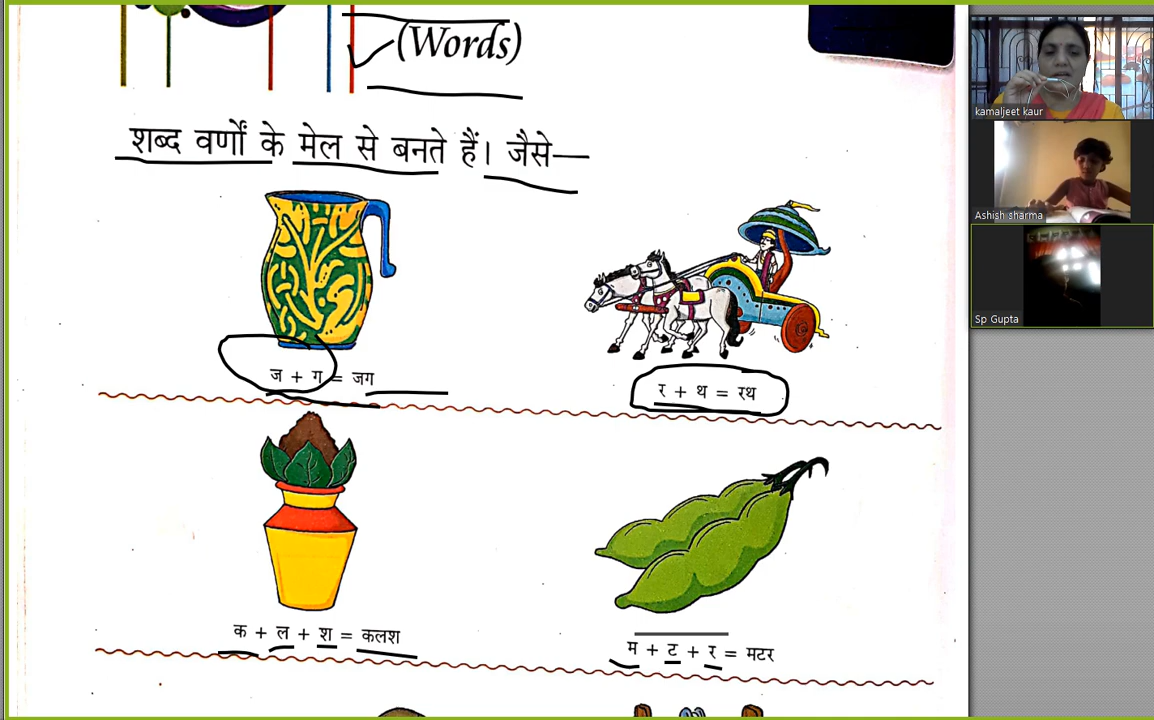 (Words)
शब्द वर्णों के मेल से बनते हैं। जैसे—
ज + ग = जग
र + थ = रथ
क + ल + श = कलश
म + ट + र = मटर
kamaljeet kaur
Ashish sharma
Sp Gupta